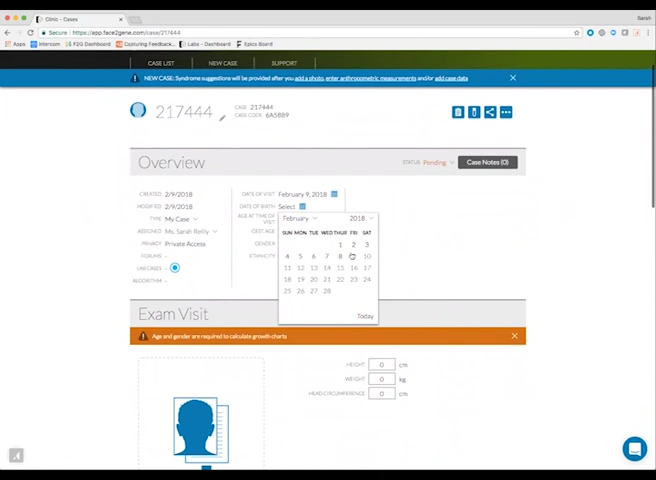 Clinic - Cases
Sarah
Secure
https://app.face2gene.com/case/217444
Apps
Intercom
F2G Dashboard
Capturing Feedback...
Labs - Dashboard
Epics Board
CASE LIST
NEW CASE
SUPPORT
NEW CASE: Syndrome suggestions will be provided after you add a photo, enter anthropometric measurements and/or add case data
217444
CASE 217444
CASE CODE 6A5BB9
Overview
STATUS Pending
Case Notes (0)
CREATED 2/9/2018
MODIFIED 2/9/2018
TYPE My Case
ASSIGNED Ms. Sarah Reilly
PRIVACY Private Access
FORUMS -
LAB CASES
ALGORITHM -
DATE OF VISIT February 9, 2018
DATE OF BIRTH Select
AGE AT TIME OF VISIT
GEST. AGE
GENDER
ETHNICITY
February 2018
SUN MON TUE WED THUR FRI SAT
1 2 3
4 5 6 7 8 10
11 12 13 14 15 16 17
18 19 20 21 22 23 24
25 26 27 28
Today
Exam Visit
Age and gender are required to calculate growth charts
HEIGHT 0 cm
WEIGHT 0 kg
HEAD CIRCUMFERENCE 0 cm